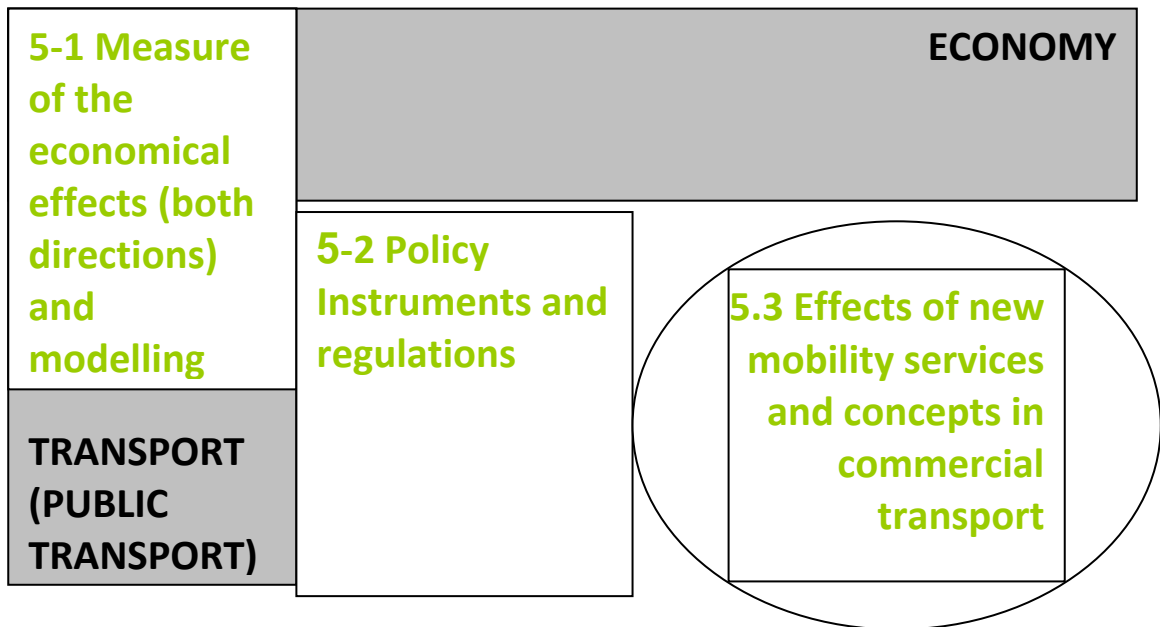 5-1 Measure
of the
economical
effects (both
directions)
and
modelling
ECONOMY
5-2 Policy
Instruments and
regulations
5.3 Effects of new
mobility services
and concepts in
commercial
transport
TRANSPORT
(PUBLIC
TRANSPORT)